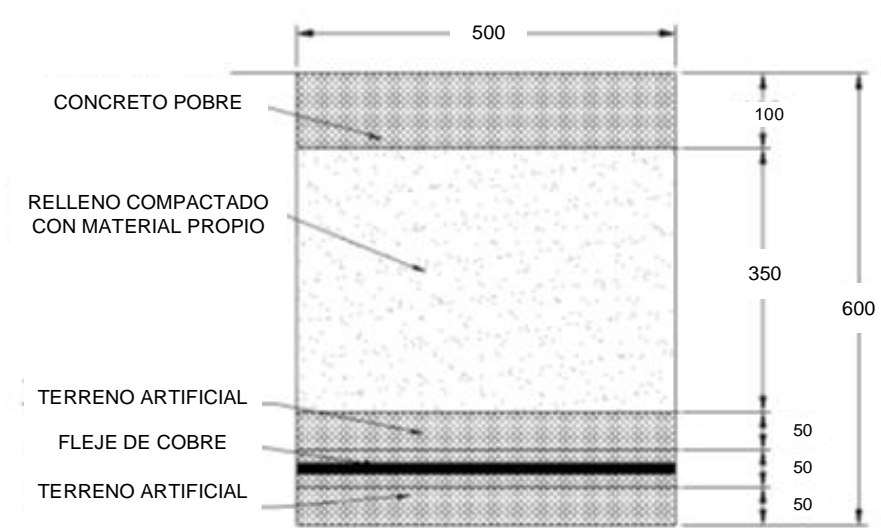 500
CONCRETO POBRE
100
RELLENO COMPACTADO
CON MATERIAL PROPIO
350
600
TERRENO ARTIFICIAL
50
FLEJE DE COBRE
50
TERRENO ARTIFICIAL
50